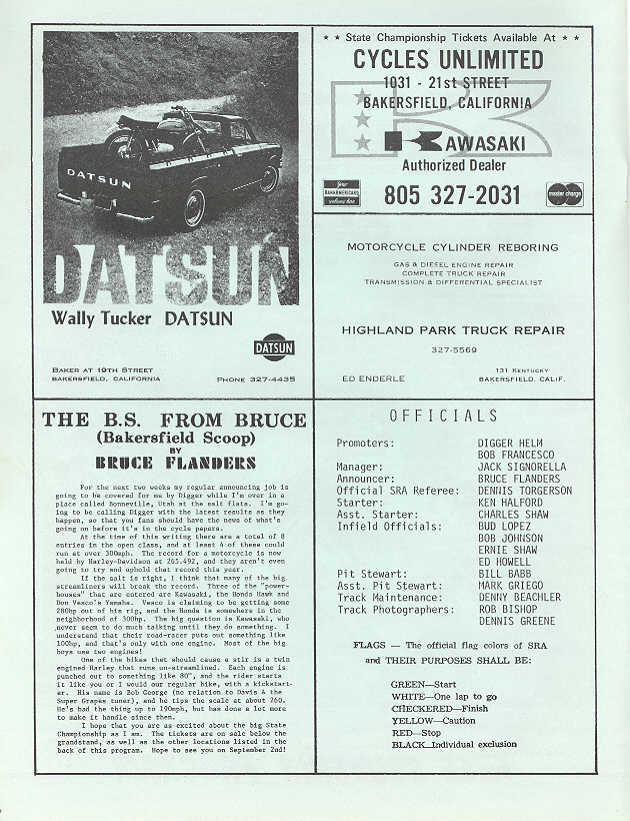 DATSUN
DATSUN
Wally Tucker DATSUN
DATSUN
BAKER AT 19TH STREET
BAKERSFIELD, CALIFORNIA
PHONE 327-4435
* * State Championship Tickets Available At * *
CYCLES UNLIMITED
1031 - 21st STREET
BAKERSFIELD, CALIFORNIA
KAWASAKI
Authorized Dealer
your
BANKAMERICARD
welcome here
805 327-2031
master charge
MOTORCYCLE CYLINDER REBORING
GAS & DIESEL ENGINE REPAIR
COMPLETE TRUCK REPAIR
TRANSMISSION & DIFFERENTIAL SPECIALIST
HIGHLAND PARK TRUCK REPAIR
327-5569
ED ENDERLE
131 KENTUCKY
BAKERSFIELD, CALIF.
THE B.S. FROM BRUCE
(Bakersfield Scoop)
BY
BRUCE FLANDERS
For the next two weeks my regular announcing job is
going to be covered for me by Digger while I'm over in a
place called Bonneville, Utah at the salt flats. I'm go-
ing to be calling Digger with the latest results as they
happen, so that you fans should have the news of what's
going on before it's in the cycle papers.
At the time of this writing there are a total of 8
entries in the open class, and at least 4 of these could
run at over 300mph. The record for a motorcycle is now
held by Harley-Davidson at 265.492, and they aren't even
going to try and uphold that record this year.
If the salt is right, I think that many of the big
streamliners will break the record. Three of the "power-
houses" that are entered are Kawasaki, the Honda Hawk and
Don Vesco's Yamaha. Vesco is claiming to be getting some
280hp out of his rig, and the Honda is somewhere in the
neighborhood of 300hp. The big question is Kawasaki, who
never seem to do much talking until they do something. I
understand that their road-racer puts out something like
100hp, and that's only with one engine. Most of the big
boys use two engines!
One of the bikes that should cause a stir is a twin
engined Harley that runs un-streamlined. Each engine is
punched out to something like 80", and the rider starts
it like you or I would our regular bike, with a kickstart-
er. His name is Bob George (no relation to Davis & the
Super Grapes tuner), and he tips the scale at about 260.
He's had the thing up to 190mph, but has done a lot more
to make it handle since then.
I hope that you are as excited about the big State
Championship as I am. The tickets are on sale below the
grandstand, as well as the other locations listed in the
back of this program. Hope to see you on September 2nd!
OFFICIALS
Promoters: DIGGER HELM
BOB FRANCESCO
Manager: JACK SIGNORELLA
Announcer: BRUCE FLANDERS
Official SRA Referee: DENNIS TORGERSON
Starter: KEN HALFORD
Asst. Starter: CHARLES SHAW
Infield Officials: BUD LOPEZ
BOB JOHNSON
ERNIE SHAW
ED HOWELL
Pit Stewart: BILL BABB
Asst. Pit Stewart: MARK GRIEGO
Track Maintenance: DENNY BEACHLER
Track Photographers: ROB BISHOP
DENNIS GREENE
FLAGS — The official flag colors of SRA
and THEIR PURPOSES SHALL BE:
GREEN—Start
WHITE—One lap to go
CHECKERED—Finish
YELLOW—Caution
RED—Stop
BLACK—Individual exclusion